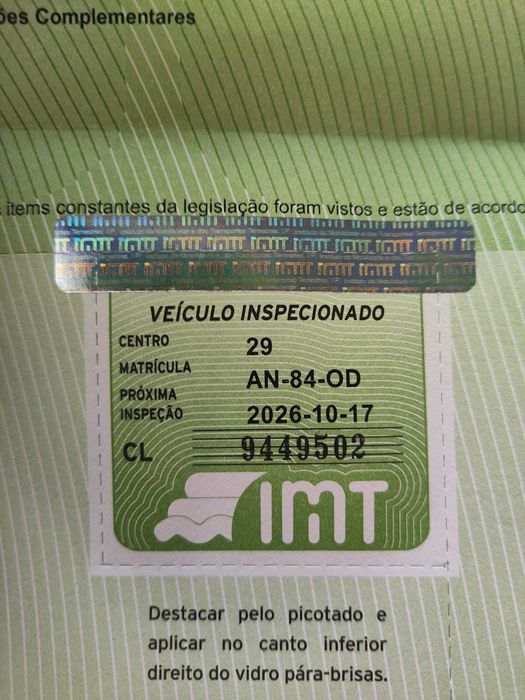 ões Complementares
items constantes da legislação foram vistos e estão de acordo
VEÍCULO INSPECIONADO
CENTRO 29
MATRÍCULA AN-84-OD
PRÓXIMA
INSPEÇÃO 2026-10-17
CL 9449502
IMT
Destacar pelo picotado e
aplicar no canto inferior
direito do vidro pára-brisas.